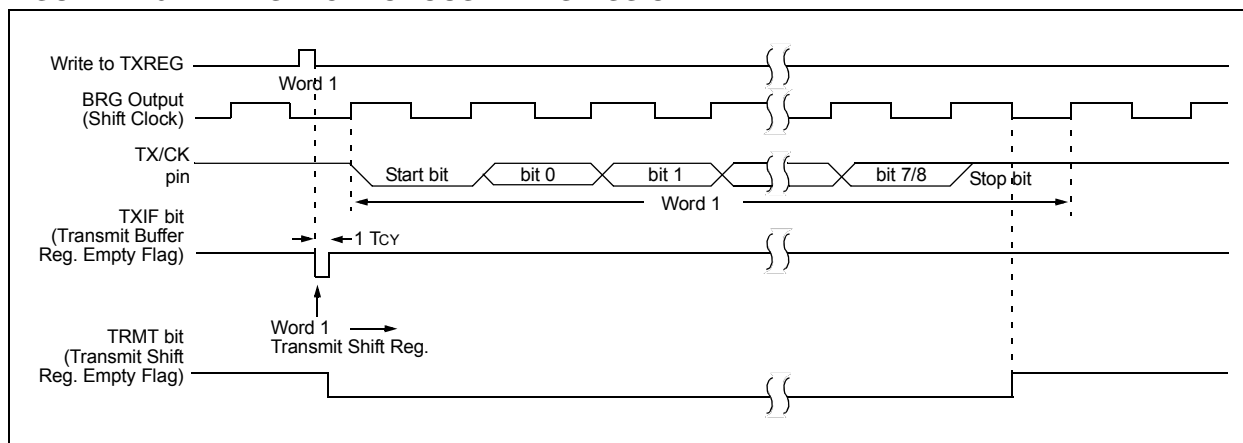 Write to TXREG
Word 1
BRG Output
(Shift Clock)
TX/CK
pin
Start bit
bit 0
bit 1
bit 7/8
Stop bit
Word 1
TXIF bit
(Transmit Buffer
Reg. Empty Flag)
1 TCY
Word 1
Transmit Shift Reg.
TRMT bit
(Transmit Shift
Reg. Empty Flag)